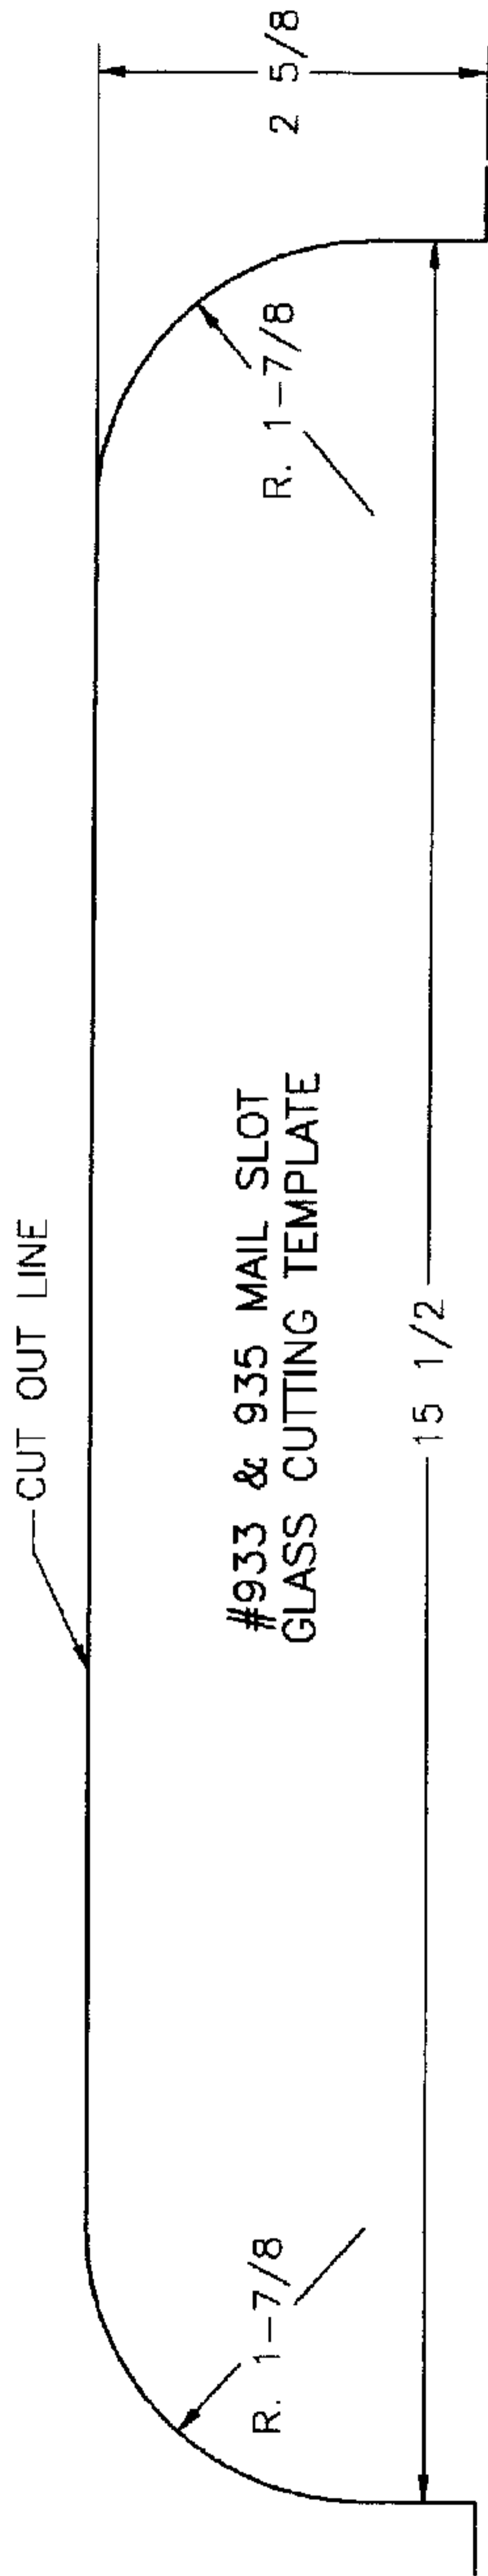 CUT OUT LINE
2 5/8
R. 1-7/8
R. 1-7/8
#933 & 935 MAIL SLOT
GLASS CUTTING TEMPLATE
15 1/2